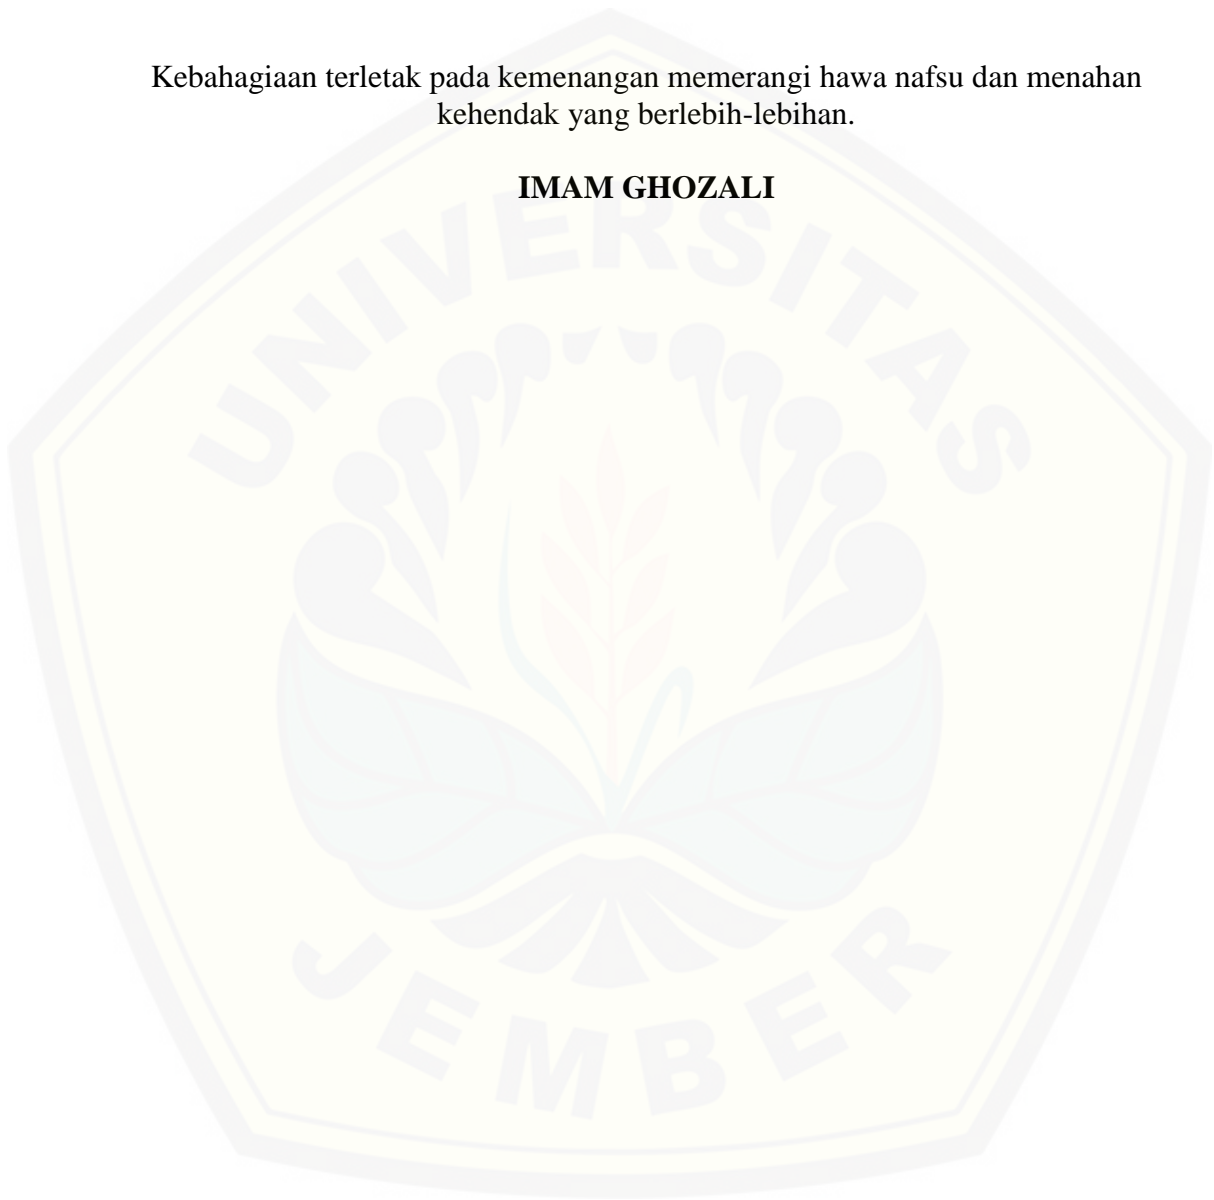 Kebahagiaan terletak pada kemenangan memerangi hawa nafsu dan menahan
kehendak yang berlebih-lebihan.
IMAM GHOZALI
UNIVERSITAS
JEMBER